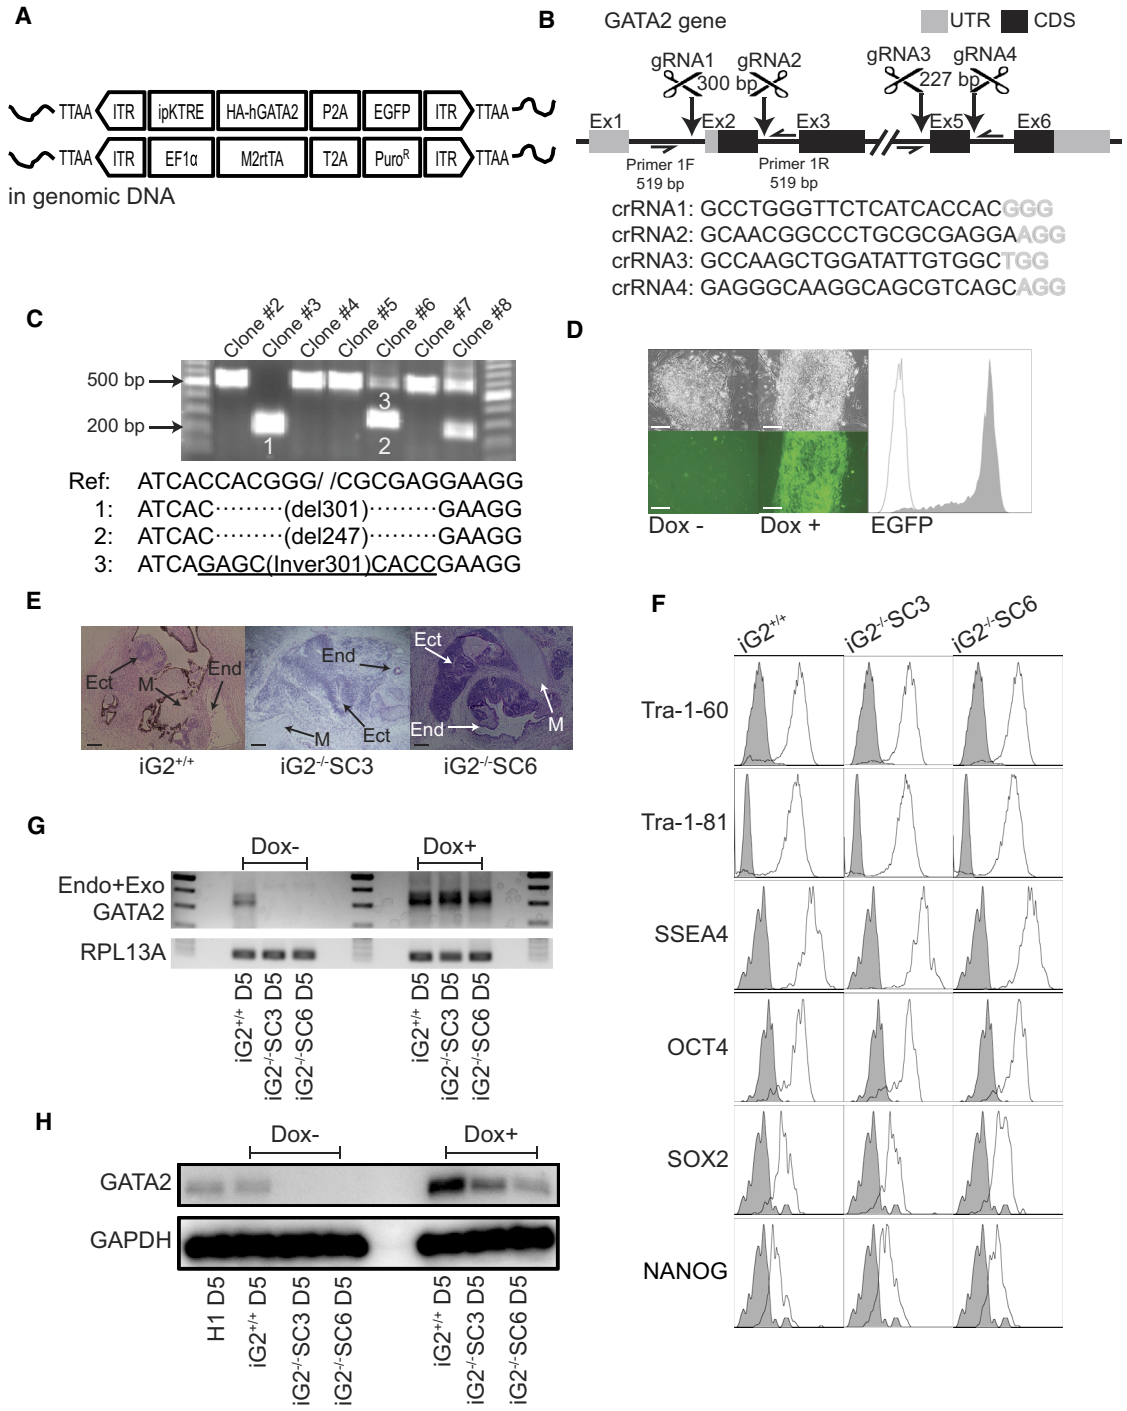 A
TTAA ITR ipKTRE HA-hGATA2 P2A EGFP ITR TTAA
TTAA ITR EF1α M2rtTA T2A Puro^R ITR TTAA
in genomic DNA
B
GATA2 gene
UTR CDS
gRNA1 gRNA2 gRNA3 gRNA4
300 bp 227 bp
Ex1 Ex2 Ex3 Ex5 Ex6
Primer 1F Primer 1R
519 bp 519 bp
crRNA1: GCCTGGGTTCTCATCACCACGGG
crRNA2: GCAACGGCCCTGCGCGAGGAAGG
crRNA3: GCCAAGCTGGATATTGTGGCTGG
crRNA4: GAGGGCAAGGCAGCGTCAGCAGG
C
Clone #2 Clone #3 Clone #4 Clone #5 Clone #6 Clone #7 Clone #8
500 bp
200 bp
3
1 2
Ref: ATCACCACGGG/ /CGCGAGGAAGG
1: ATCAC·········(del301)·········GAAGG
2: ATCAC·········(del247)·········GAAGG
3: ATCAGAGC(Inver301)CACCGAAGG
D
Dox - Dox + EGFP
E
Ect M End
End M Ect
Ect End M
iG2+/+ iG2-/-SC3 iG2-/-SC6
F
iG2+/+ iG2-/-SC3 iG2-/-SC6
Tra-1-60
Tra-1-81
SSEA4
OCT4
SOX2
NANOG
G
Dox- Dox+
Endo+Exo
GATA2
RPL13A
iG2+/+ D5
iG2-/-SC3 D5
iG2-/-SC6 D5
iG2+/+ D5
iG2-/-SC3 D5
iG2-/-SC6 D5
H
Dox- Dox+
GATA2
GAPDH
H1 D5
iG2+/+ D5
iG2-/-SC3 D5
iG2-/-SC6 D5
iG2+/+ D5
iG2-/-SC3 D5
iG2-/-SC6 D5